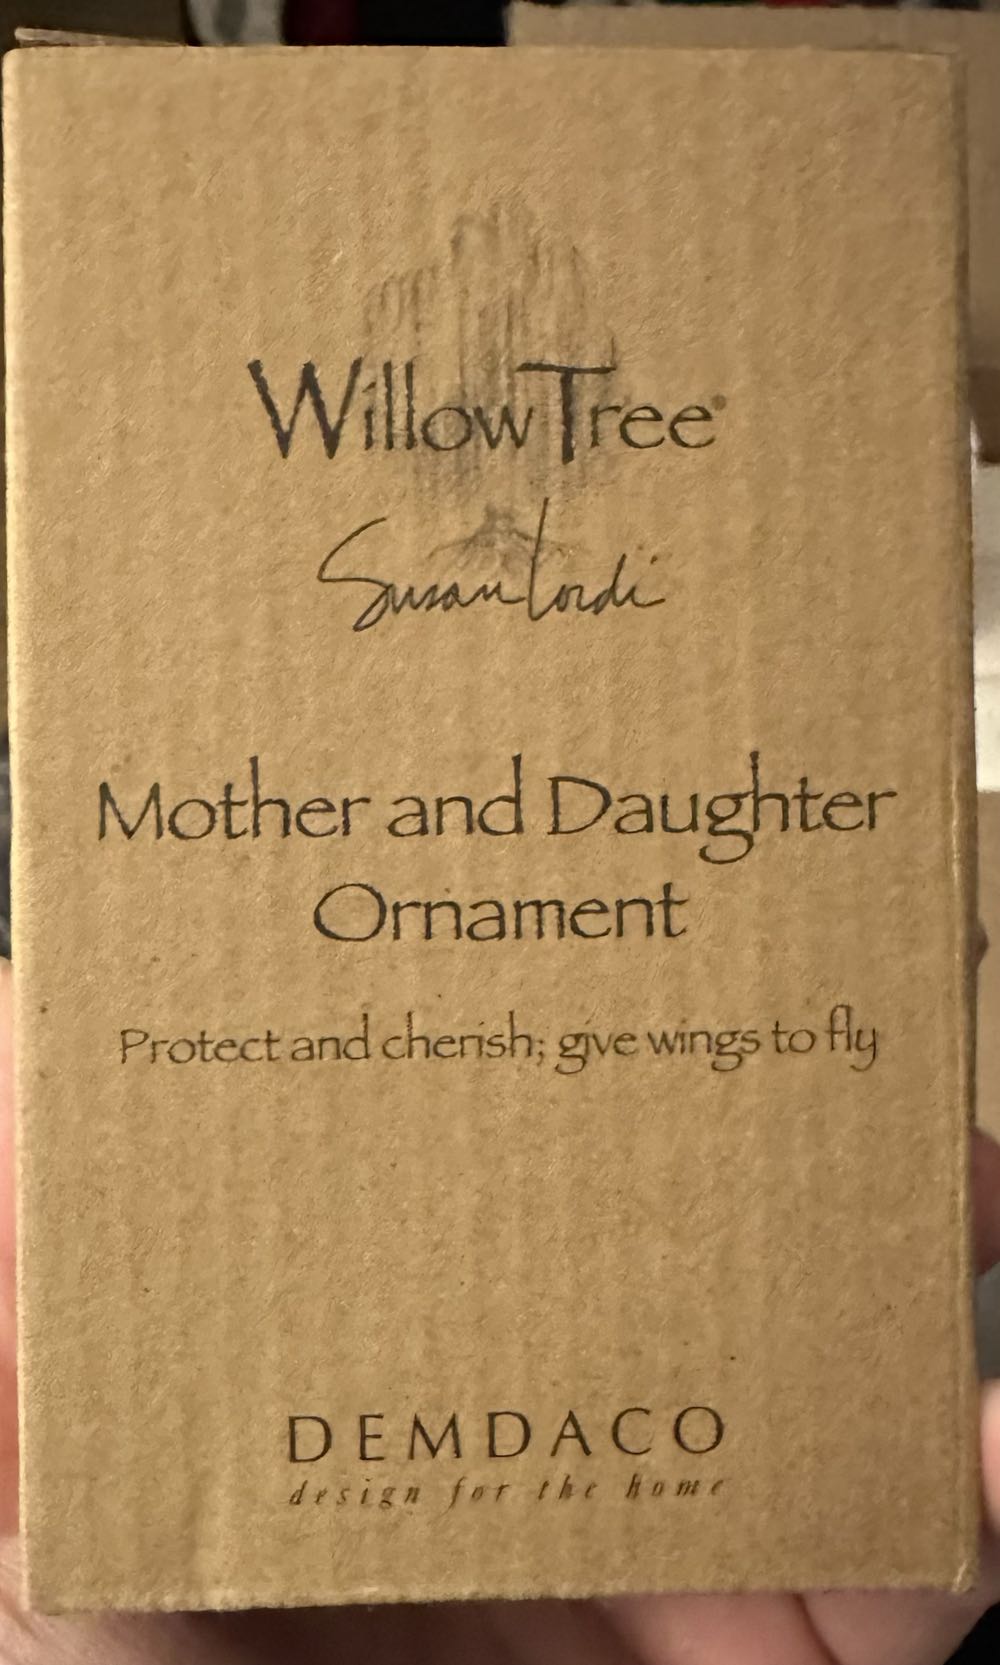 Willow Tree®
Susan Lordi
Mother and Daughter
Ornament
Protect and cherish; give wings to fly
DEMDACO
design for the home